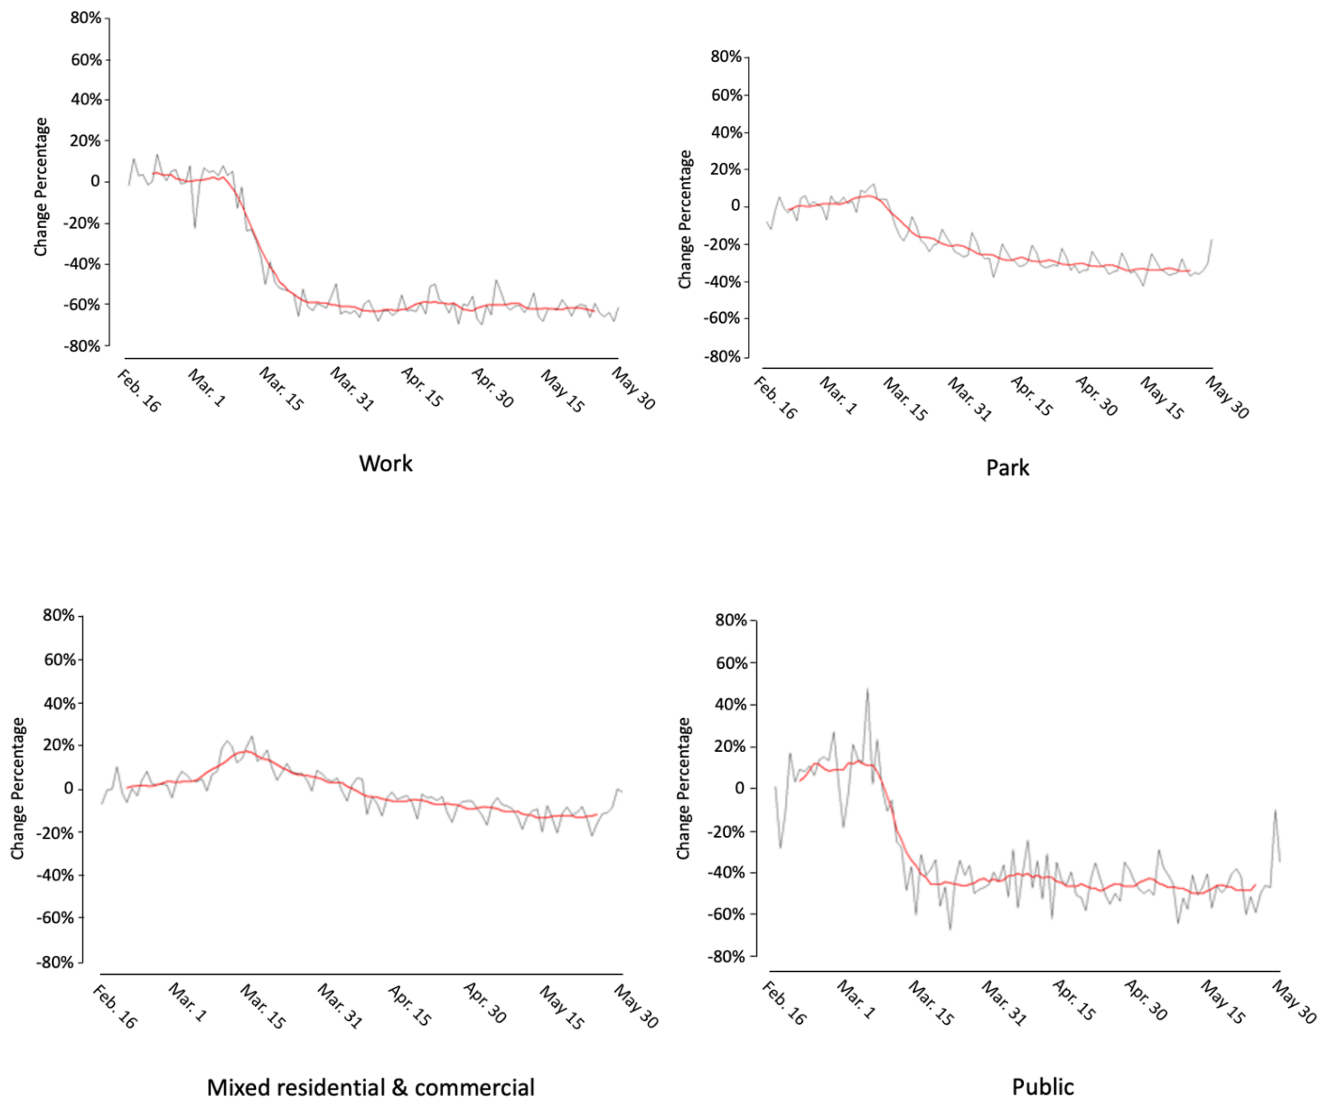 80%
60%
40%
20%
0
-20%
-40%
-60%
-80%
Change Percentage
Feb. 16
Mar. 1
Mar. 15
Mar. 31
Apr. 15
Apr. 30
May 15
May 30
Work
80%
60%
40%
20%
0
-20%
-40%
-60%
-80%
Change Percentage
Feb. 16
Mar. 1
Mar. 15
Mar. 31
Apr. 15
Apr. 30
May 15
May 30
Park
80%
60%
40%
20%
0
-20%
-40%
-60%
-80%
Change Percentage
Feb. 16
Mar. 1
Mar. 15
Mar. 31
Apr. 15
Apr. 30
May 15
May 30
Mixed residential & commercial
80%
60%
40%
20%
0
-20%
-40%
-60%
-80%
Change Percentage
Feb. 16
Mar. 1
Mar. 15
Mar. 31
Apr. 15
Apr. 30
May 15
May 30
Public